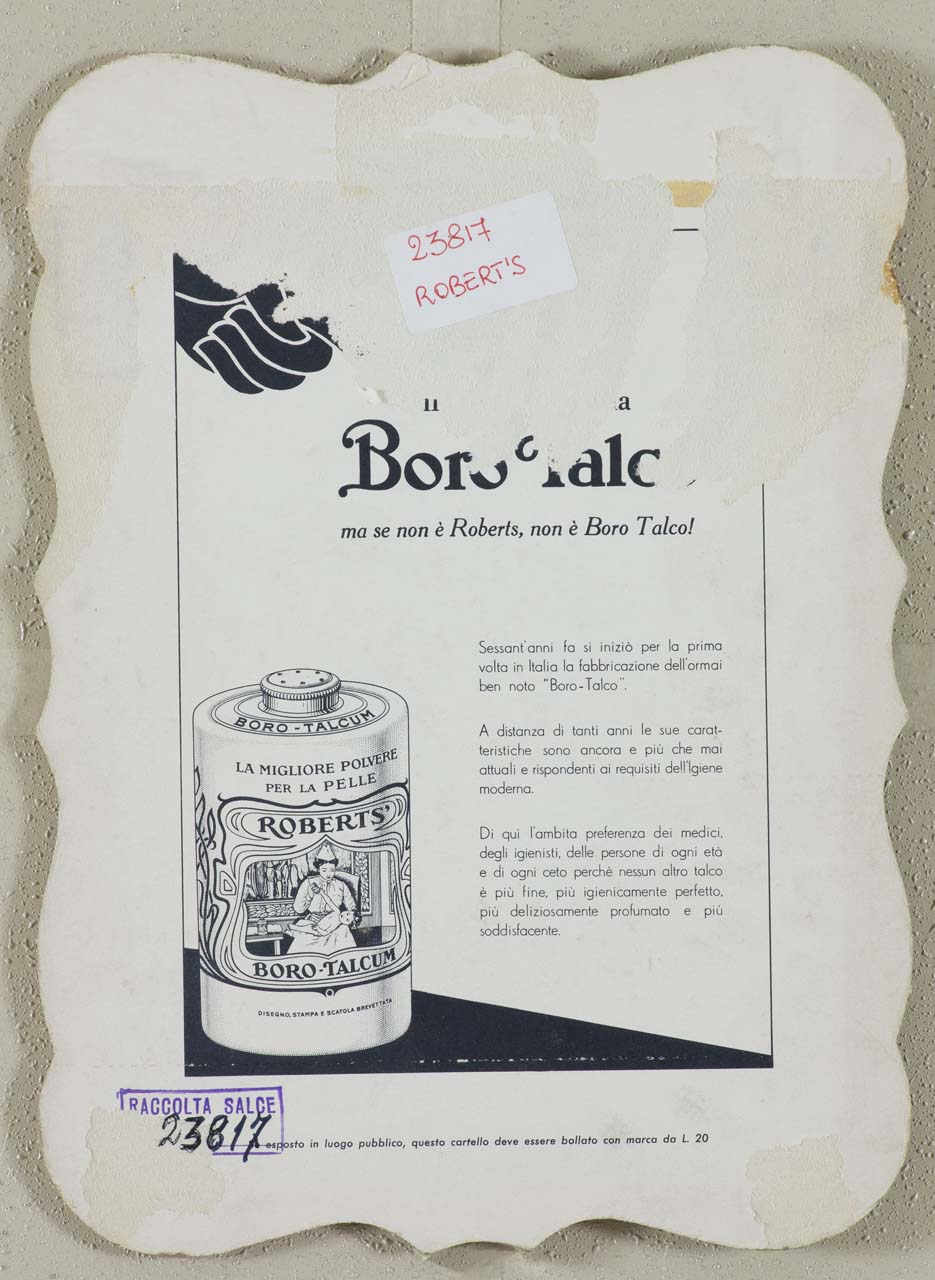 23817
ROBERT'S
Boro Talc
ma se non è Roberts, non è Boro Talco!
Sessant'anni fa si iniziò per la prima
volta in Italia la fabbricazione dell'ormai
ben noto "Boro-Talco".
A distanza di tanti anni le sue carat-
teristiche sono ancora e più che mai
attuali e rispondenti ai requisiti dell'Igiene
moderna.
Di qui l'ambita preferenza dei medici,
degli igienisti, delle persone di ogni età
e di ogni ceto perchè nessun altro talco
è più fine, più igienicamente perfetto,
più deliziosamente profumato e più
soddisfacente.
BORO-TALCUM
LA MIGLIORE POLVERE
PER LA PELLE
ROBERTS'
BORO-TALCUM
DISEGNO, STAMPA E SCATOLA BREVETTATA
RACCOLTA SALCE
23817
esposto in luogo pubblico, questo cartello deve essere bollato con marca da L. 20